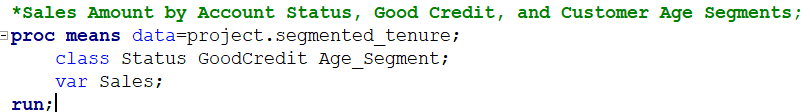 *Sales Amount by Account Status, Good Credit, and Customer Age Segments;
proc means data=project.segmented_tenure;
    class Status GoodCredit Age_Segment;
    var Sales;
run;